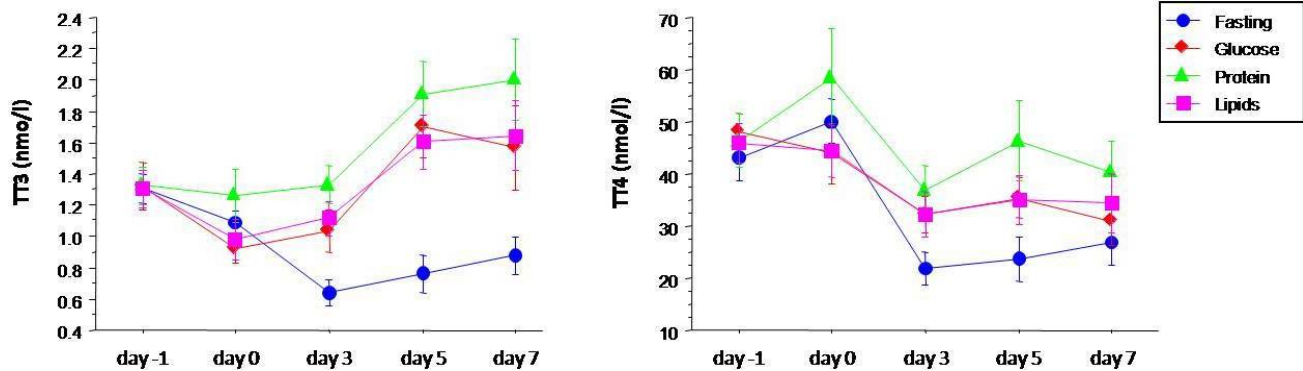 TT3 (nmo/l)
2.4
2.2
2.0
1.8
1.6
1.4
1.2
1.0
0.8
0.6
0.4
day -1 day 0 day 3 day 5 day 7
TT4 (nmol/l)
70
60
50
40
30
20
10
day -1 day 0 day 3 day 5 day 7
Fasting
Glucose
Protein
Lipids